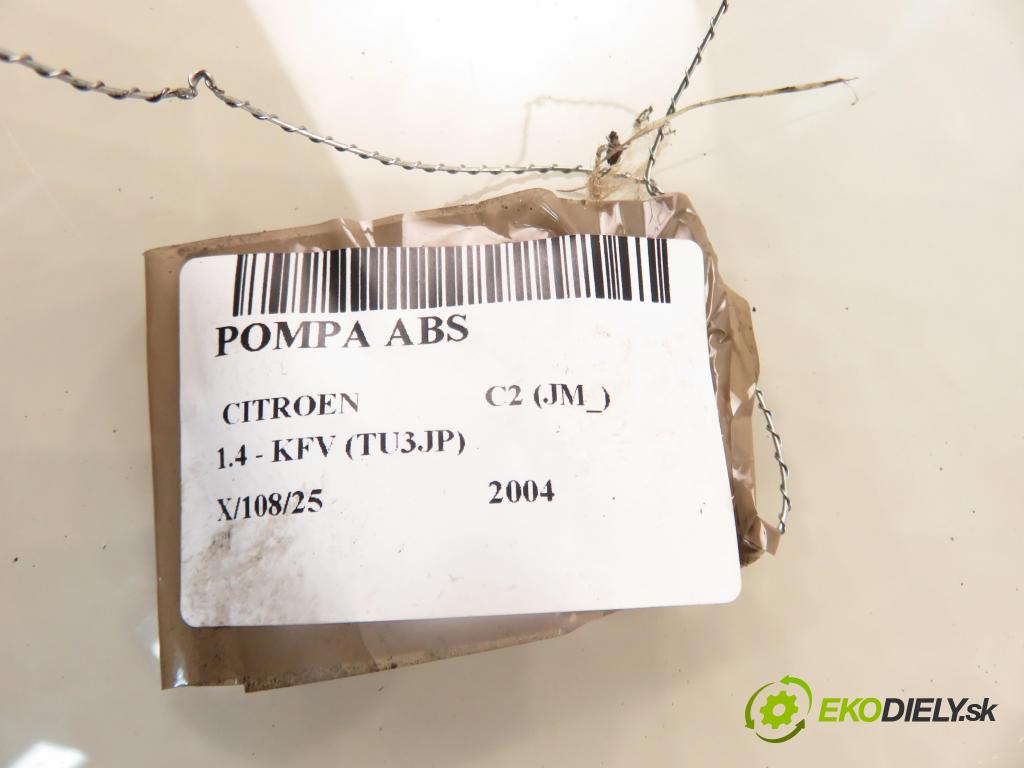 POMPA ABS
CITROEN C2 (JM_)
1.4 - KFV (TU3JP)
X/108/25 2004
EKODIELY.sk